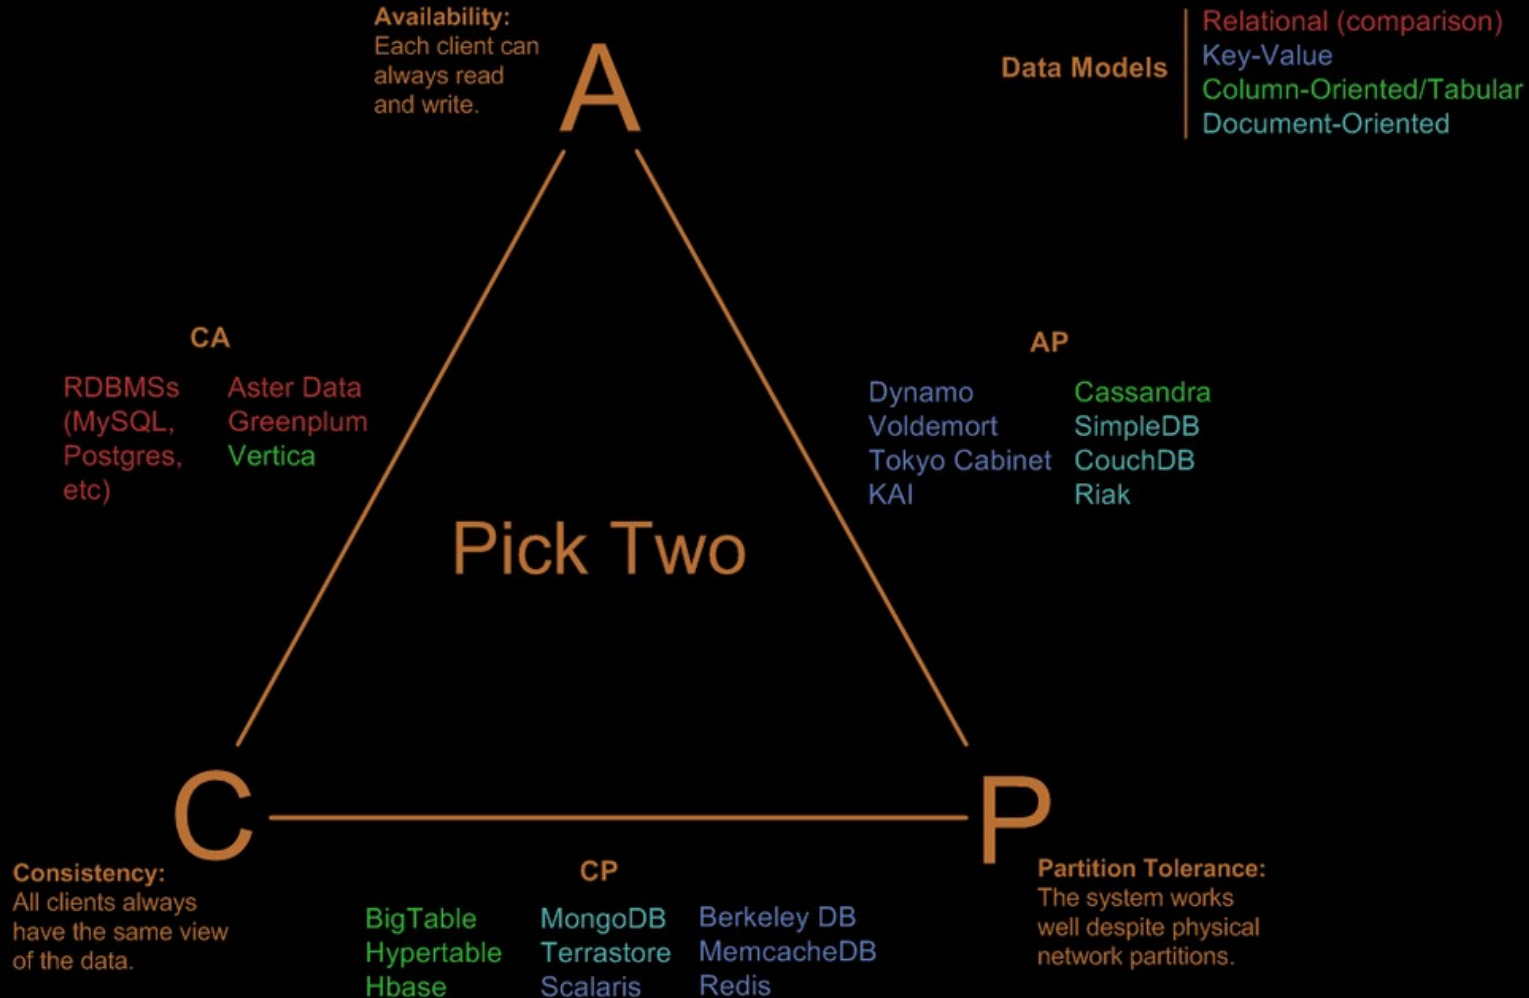 Availability:
Each client can
always read
and write.
A
Data Models
Relational (comparison)
Key-Value
Column-Oriented/Tabular
Document-Oriented
CA
RDBMSs
(MySQL,
Postgres,
etc)
Aster Data
Greenplum
Vertica
AP
Dynamo
Voldemort
Tokyo Cabinet
KAI
Cassandra
SimpleDB
CouchDB
Riak
Pick Two
C
Consistency:
All clients always
have the same view
of the data.
CP
BigTable
Hypertable
Hbase
MongoDB
Terrastore
Scalaris
Berkeley DB
MemcacheDB
Redis
P
Partition Tolerance:
The system works
well despite physical
network partitions.